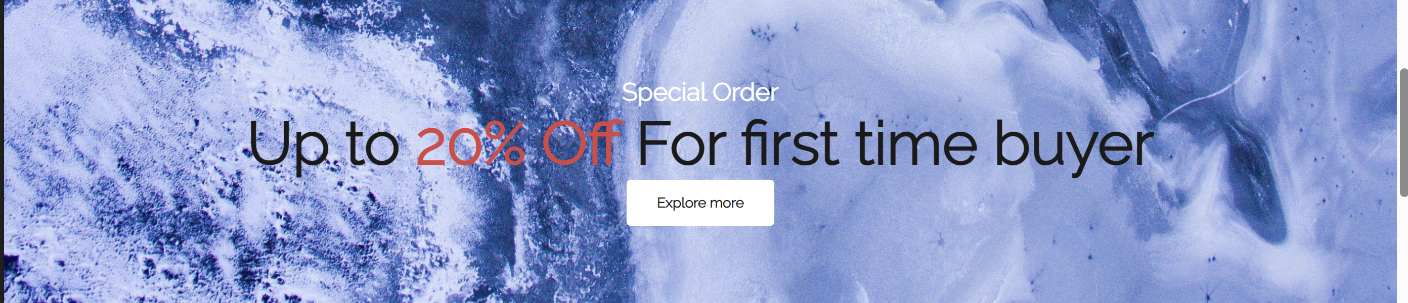 Special Order
Up to 20% Off For first time buyer
Explore more